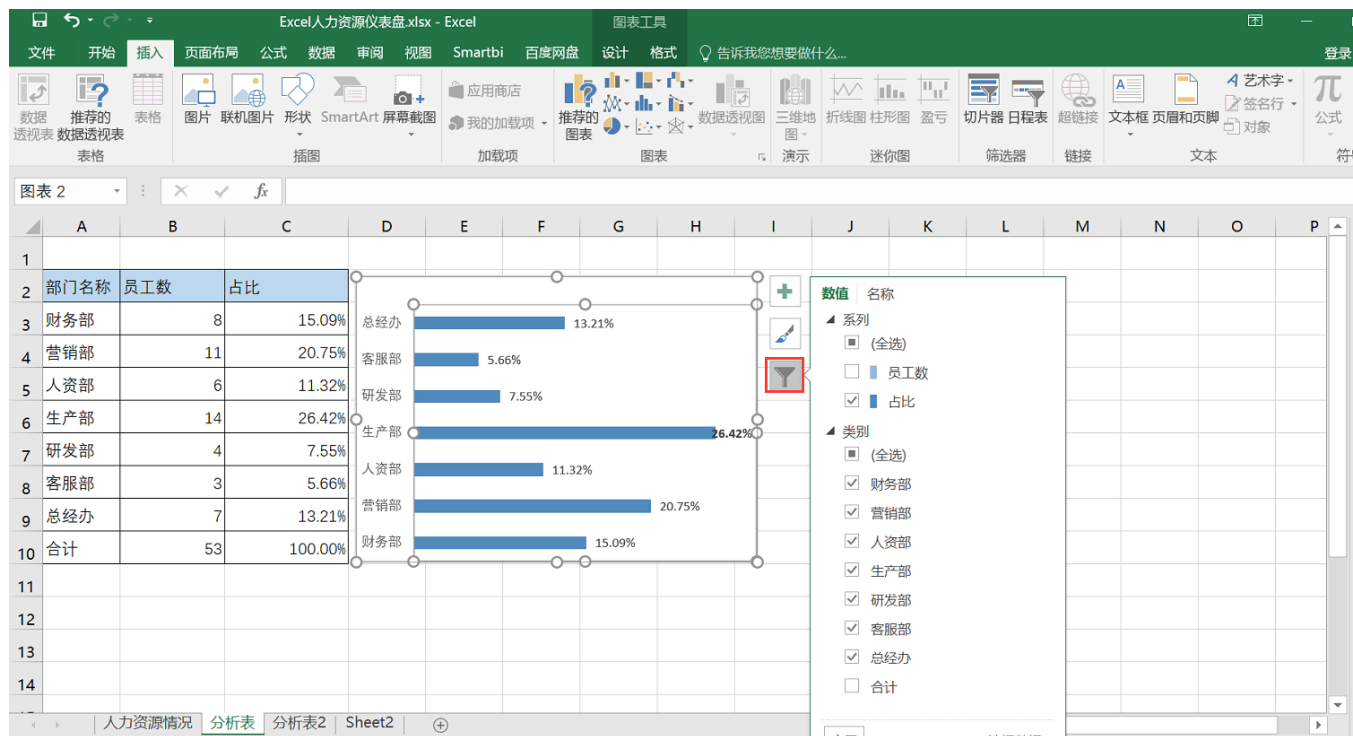 Excel人力资源仪表盘.xlsx - Excel
图表工具
文件 开始 插入 页面布局 公式 数据 审阅 视图 Smartbi 百度网盘 设计 格式 告诉我您想要做什么... 登录
数据透视表 推荐的数据透视表 表格 图片 联机图片 形状 SmartArt 屏幕截图 应用商店 我的加载项 推荐的图表 数据透视图 三维地图 折线图 柱形图 盈亏 切片器 日程表 超链接 文本框 页眉和页脚 艺术字 签名行 对象 公式
表格 插图 加载项 图表 演示 迷你图 筛选器 链接 文本
图表 2 fx
A B C D E F G H I J K L M N O P
1
2 部门名称 员工数 占比
3 财务部 8 15.09%
4 营销部 11 20.75%
5 人资部 6 11.32%
6 生产部 14 26.42%
7 研发部 4 7.55%
8 客服部 3 5.66%
9 总经办 7 13.21%
10 合计 53 100.00%
11
12
13
14
总经办 13.21%
客服部 5.66%
研发部 7.55%
生产部 26.42%
人资部 11.32%
营销部 20.75%
财务部 15.09%
数值 名称
系列
(全选)
员工数
占比
类别
(全选)
财务部
营销部
人资部
生产部
研发部
客服部
总经办
合计
人力资源情况 分析表 分析表2 Sheet2